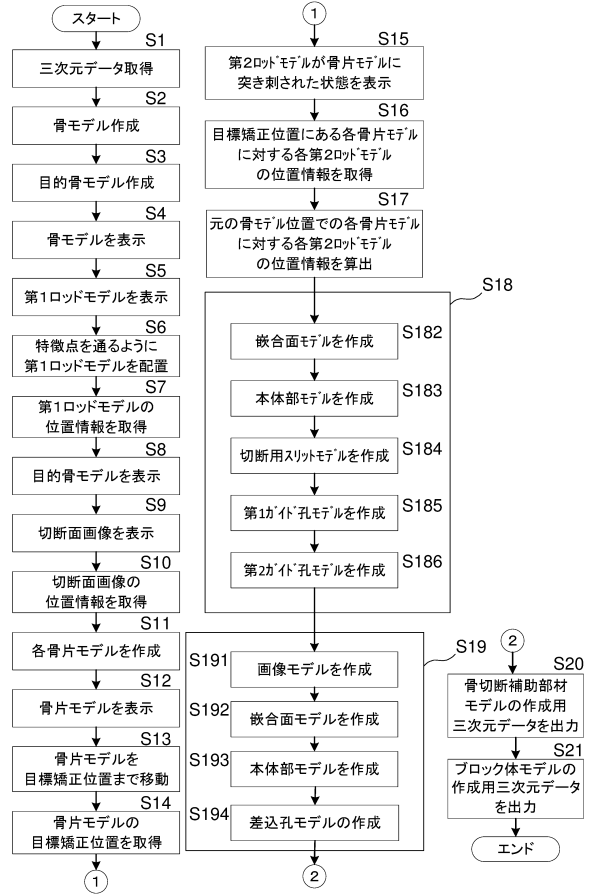 スタート
S1
三次元データ取得
S2
骨モデル作成
S3
目的骨モデル作成
S4
骨モデルを表示
S5
第1ロッドモデルを表示
S6
特徴点を通るように
第1ロッドモデルを配置
S7
第1ロッドモデルの
位置情報を取得
S8
目的骨モデルを表示
S9
切断面画像を表示
S10
切断面画像の
位置情報を取得
S11
各骨片モデルを作成
S12
骨片モデルを表示
S13
骨片モデルを
目標矯正位置まで移動
S14
骨片モデルの
目標矯正位置を取得
1
1
S15
第2ロッドモデルが骨片モデルに
突き刺された状態を表示
S16
目標矯正位置にある各骨片モデル
に対する各第2ロッドモデル
の位置情報を取得
S17
元の骨モデル位置での各骨片モデル
に対する各第2ロッドモデル
の位置情報を算出
S18
S182
嵌合面モデルを作成
S183
本体部モデルを作成
S184
切断用スリットモデルを作成
S185
第1ガイド孔モデルを作成
S186
第2ガイド孔モデルを作成
S19
S191
画像モデルを作成
S192
嵌合面モデルを作成
S193
本体部モデルを作成
S194
差込孔モデルの作成
2
2
S20
骨切断補助部材
モデルの作成用
三次元データを出力
S21
ブロック体モデルの
作成用三次元データ
を出力
エンド